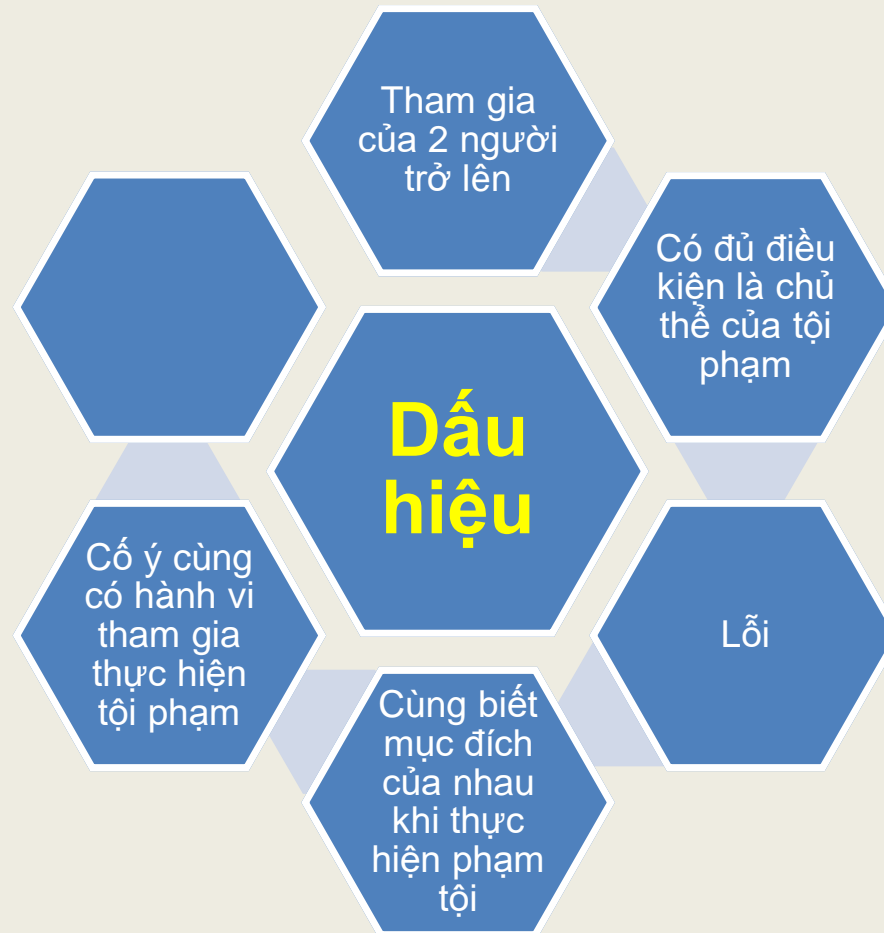 Tham gia
của 2 người
trở lên
Có đủ điều
kiện là chủ
thể của tội
phạm
Dấu
hiệu
Cố ý cùng
có hành vi
tham gia
thực hiện
tội phạm
Lỗi
Cùng biết
mục đích
của nhau
khi thực
hiện phạm
tội